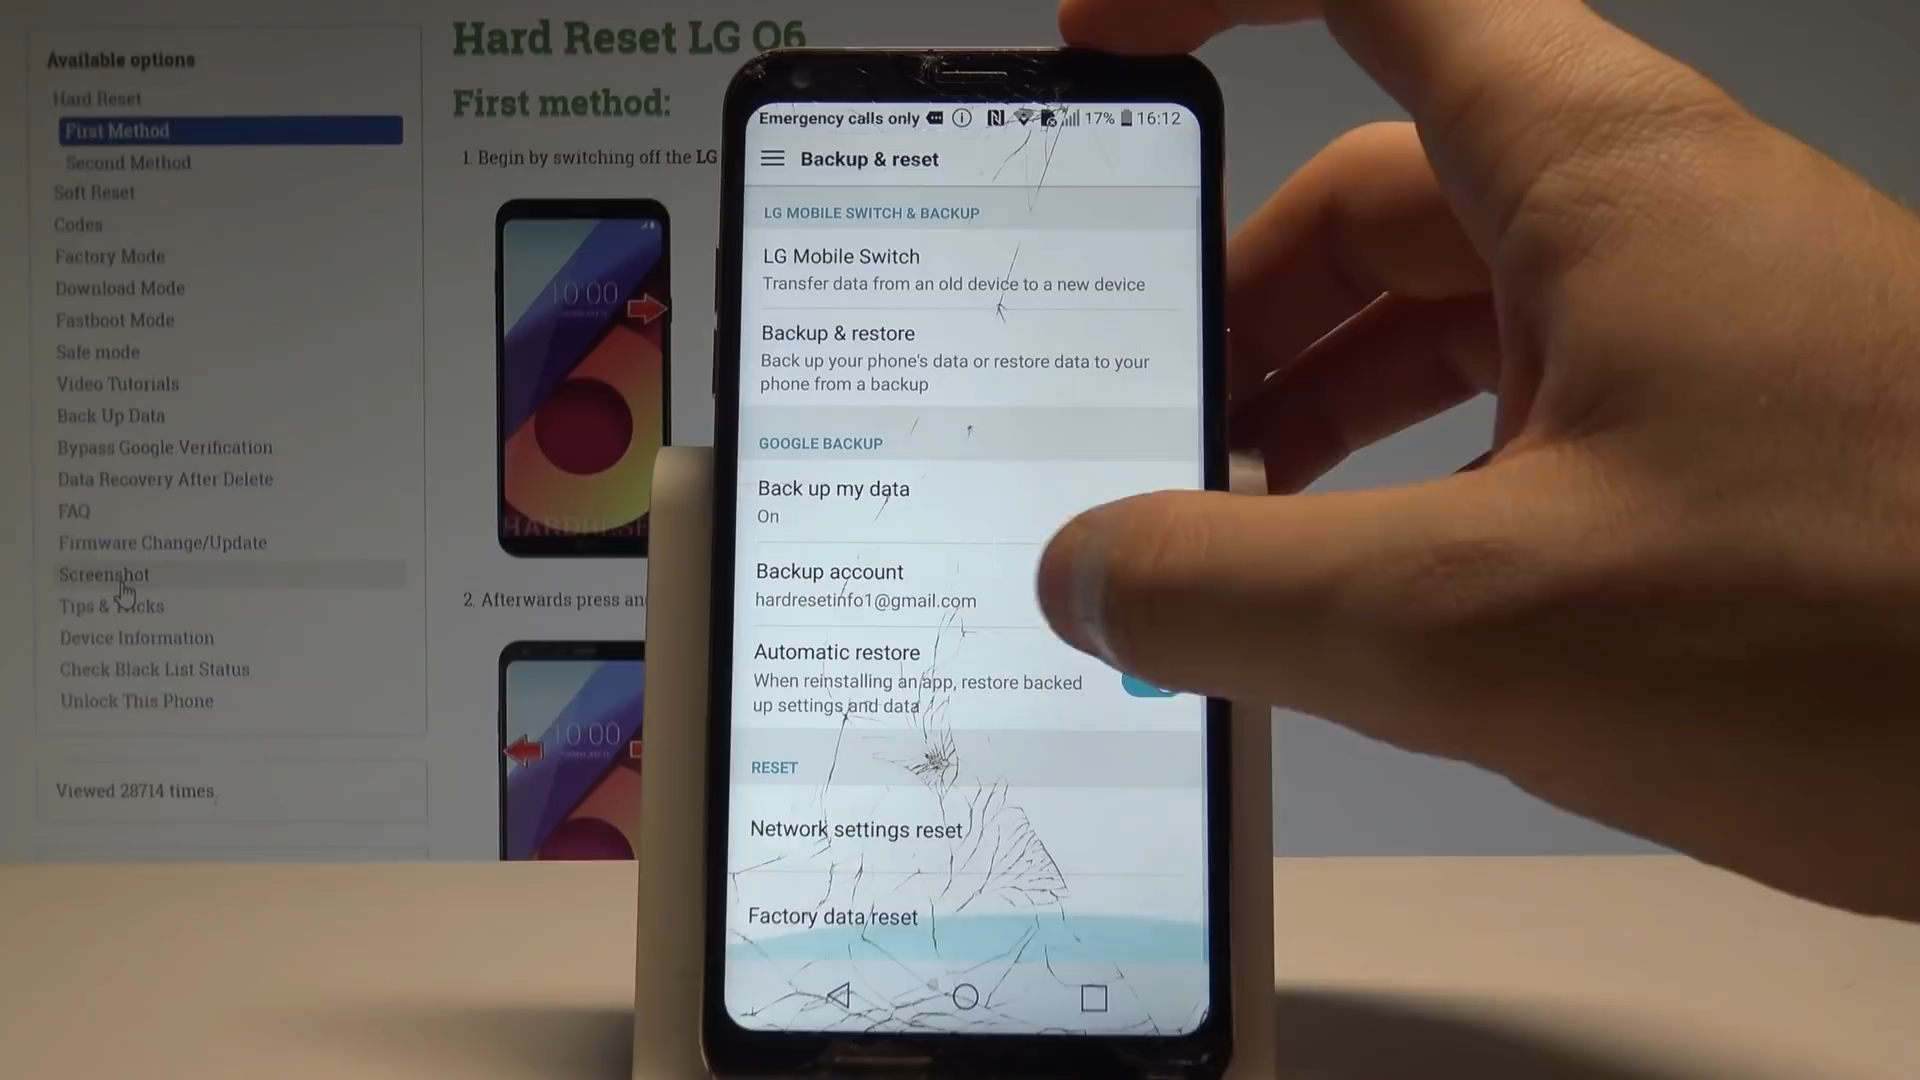 Available options
Hard Reset
First Method
Second Method
Soft Reset
Codes
Factory Mode
Download Mode
Fastboot Mode
Safe mode
Video Tutorials
Back Up Data
Bypass Google Verification
Data Recovery After Delete
FAQ
Firmware Change/Update
Screenshot
Tips &
Device Information
Check Black List Status
Unlock This Phone
Viewed 28714 times
Hard Reset LG Q6
First method:
1. Begin by switching off the LG
10:00
2. Afterwards press an
10:00
Emergency calls only 17% 16:12
Backup & reset
LG MOBILE SWITCH & BACKUP
LG Mobile Switch
Transfer data from an old device to a new device
Backup & restore
Back up your phone's data or restore data to your
phone from a backup
GOOGLE BACKUP
Back up my data
On
Backup account
hardresetinfo1@gmail.com
Automatic restore
When reinstalling an app, restore backed
up settings and data
RESET
Network settings reset
Factory data reset